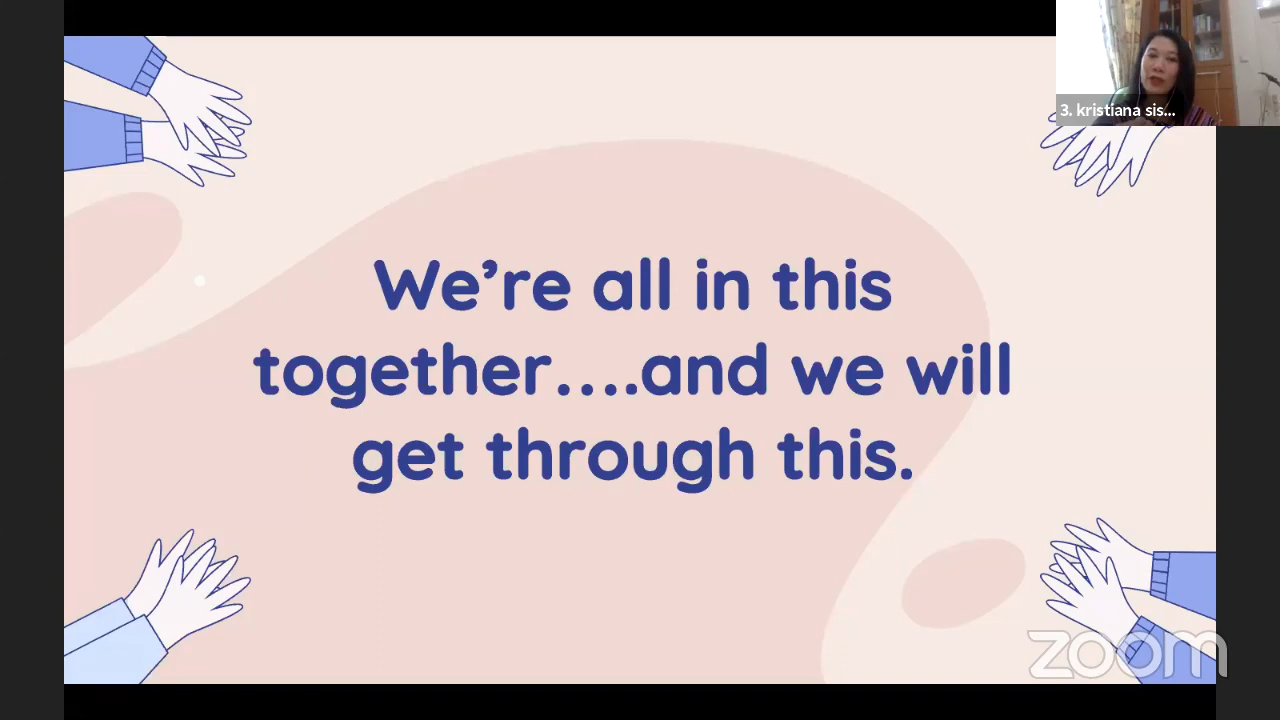 3. kristiana sis...
We're all in this
together....and we will
get through this.
zoom